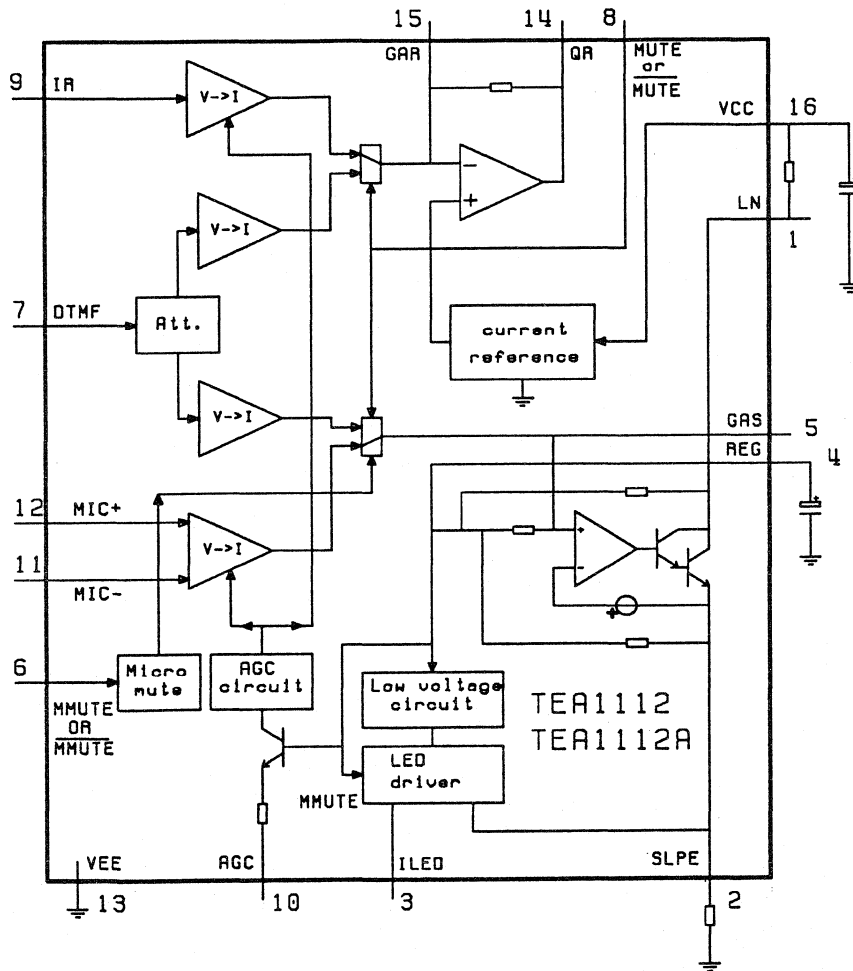 15 14 8
GAR QR MUTE
or
MUTE
9 IR
V->I
VCC 16
LN
1
V->I
7 DTMF
Att.
current
reference
V->I
GAS 5
REG 4
12 MIC+
V->I
11
MIC-
6
Micro
mute
AGC
circuit
Low voltage
circuit
TEA1112
TEA1112A
MMUTE
OR
MMUTE
LED
driver
MMUTE
VEE AGC ILED SLPE
13 10 3 2